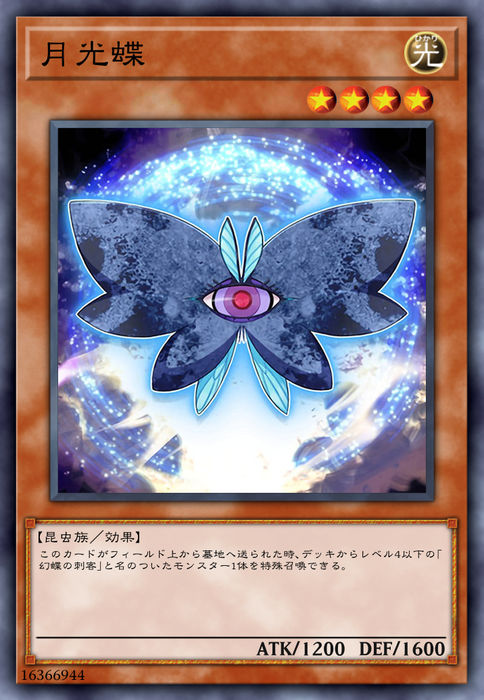 月光蝶
ひかり
光
【昆虫族／効果】
このカードがフィールド上から墓地へ送られた時、デッキからレベル4以下の「
幻蝶の刺客」と名のついたモンスター1体を特殊召喚できる。
ATK/1200 DEF/1600
16366944